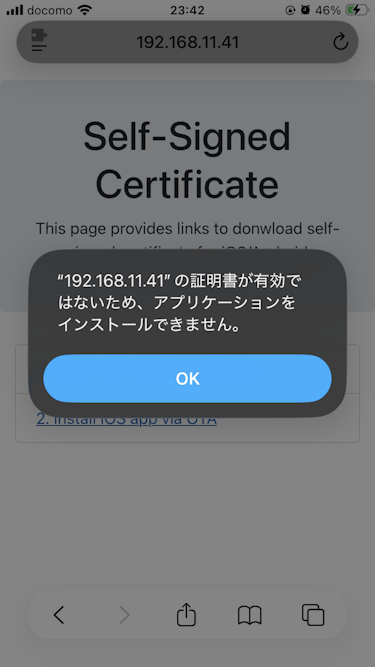 docomo 23:42 46%
192.168.11.41
Self-Signed
Certificate
This page provides links to donwload self-
“192.168.11.41” の証明書が有効で
はないため、アプリケーションを
インストールできません。
OK
2. Install iOS app via OTA